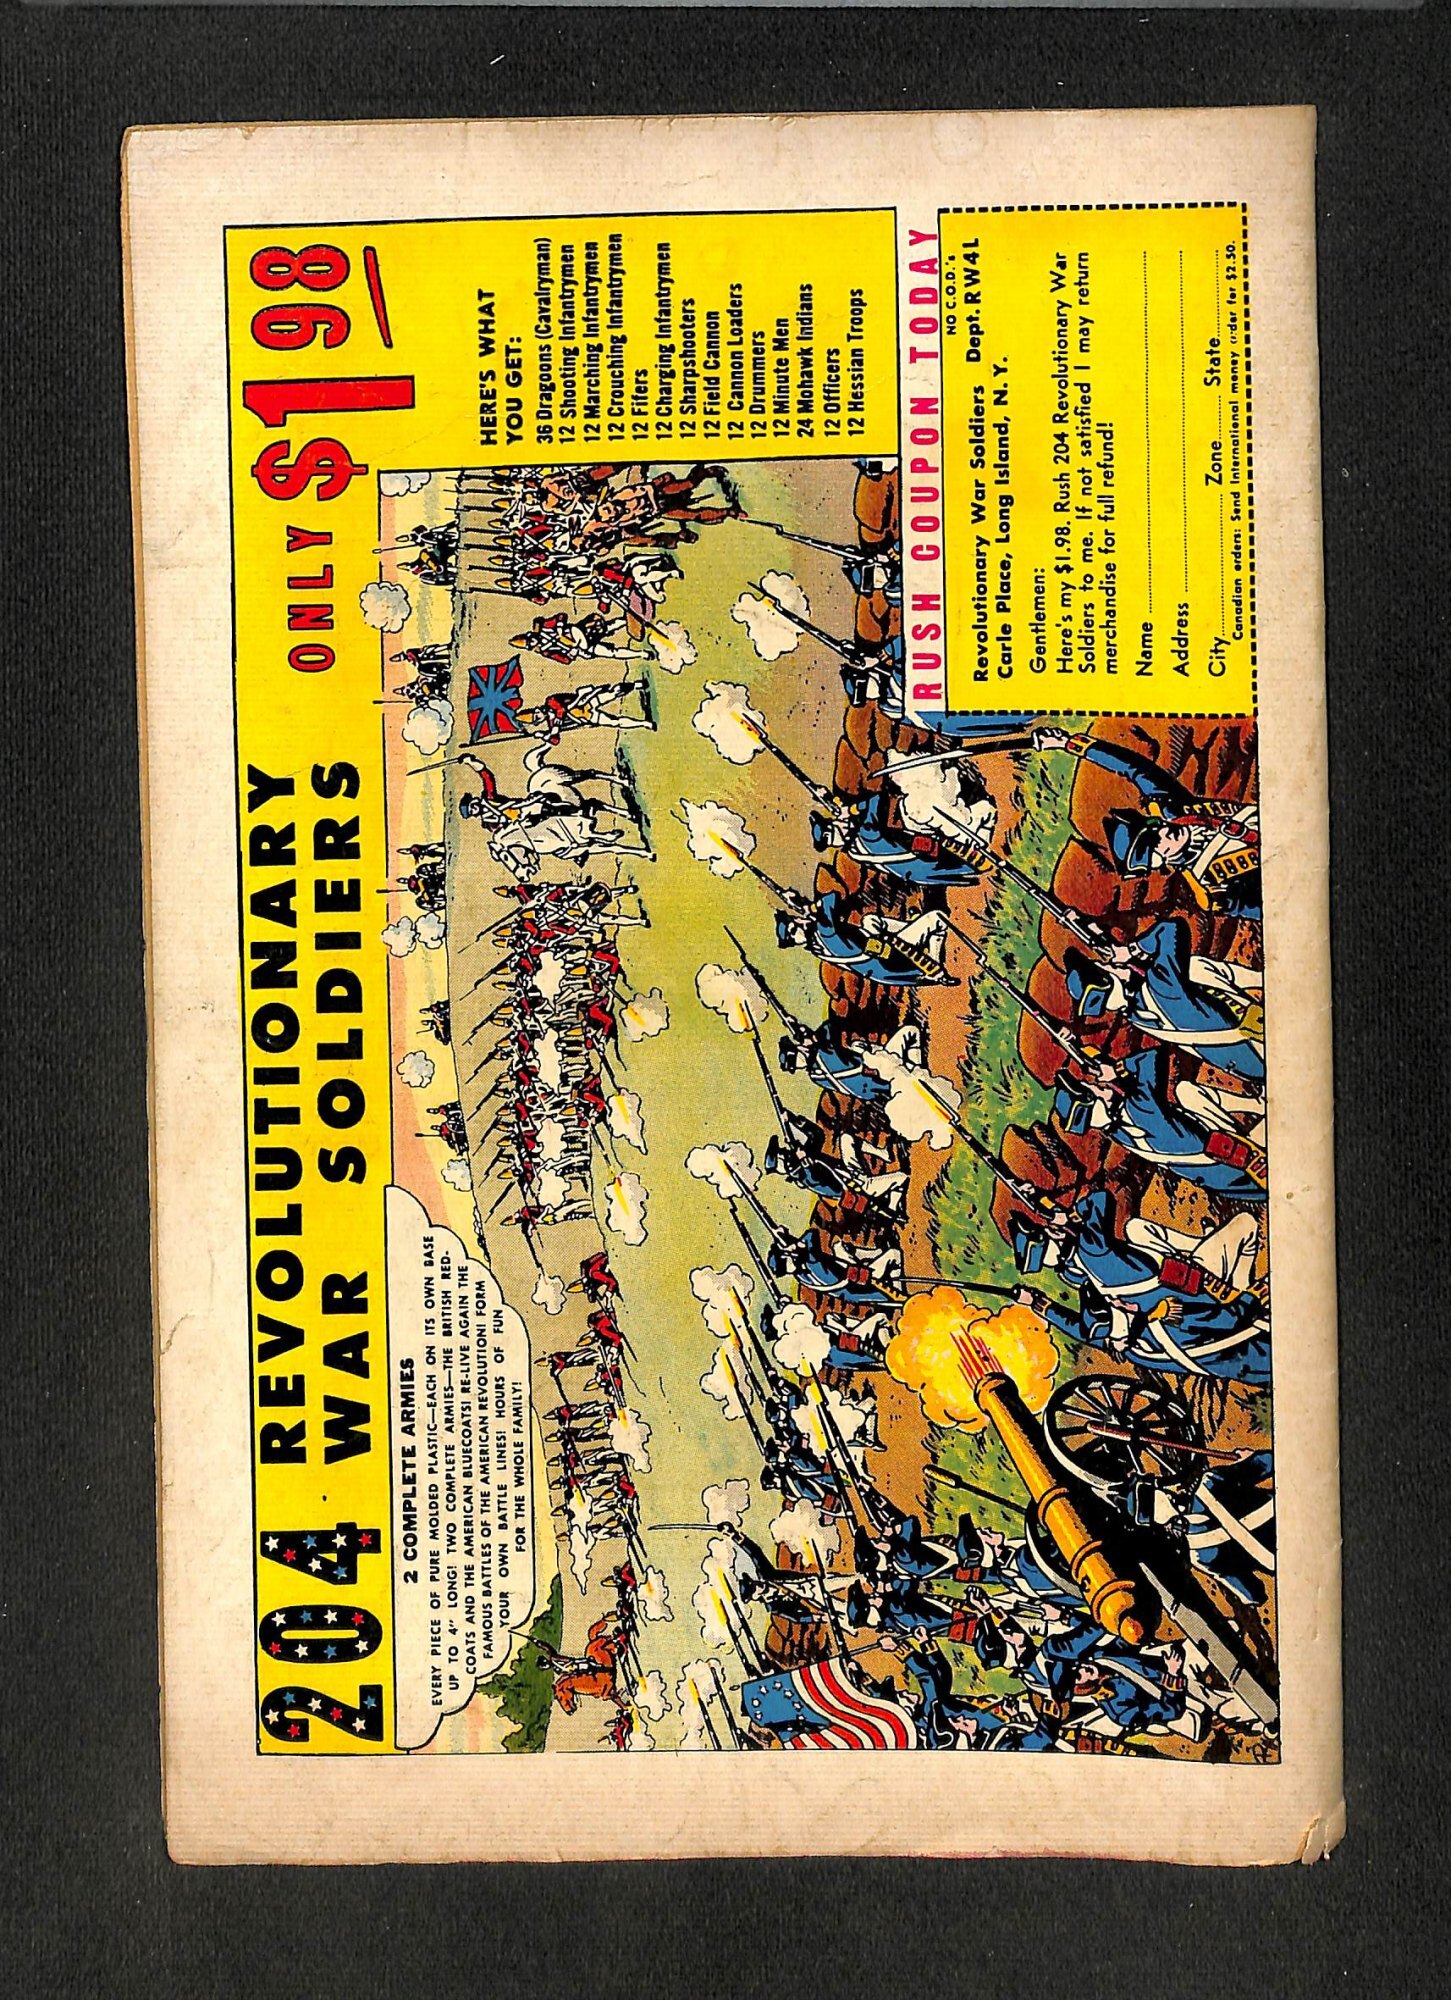 204 REVOLUTIONARY
WAR SOLDIERS
ONLY $198
2 COMPLETE ARMIES
EVERY PIECE OF PURE MOLDED PLASTIC—EACH ON ITS OWN BASE
UP TO 4" LONG! TWO COMPLETE ARMIES—THE BRITISH RED-
COATS AND THE AMERICAN BLUECOATS! RE-LIVE AGAIN THE
FAMOUS BATTLES OF THE AMERICAN REVOLUTION! FORM
YOUR OWN BATTLE LINES! HOURS OF FUN
FOR THE WHOLE FAMILY!
HERE'S WHAT
YOU GET:
36 Dragoons (Cavalryman)
12 Shooting Infantrymen
12 Marching Infantrymen
12 Crouching Infantrymen
12 Fifers
12 Charging Infantrymen
12 Sharpshooters
12 Field Cannon
12 Cannon Loaders
12 Drummers
12 Minute Men
24 Mohawk Indians
12 Officers
12 Hessian Troops
RUSH COUPON TODAY
NO C.O.D.'s
Revolutionary War Soldiers Dept. RW4L
Carle Place, Long Island, N. Y.
Gentlemen:
Here's my $1.98. Rush 204 Revolutionary War
Soldiers to me. If not satisfied I may return
merchandise for full refund!
Name
Address
City Zone State
Canadian orders: Send International money order for $2.50.